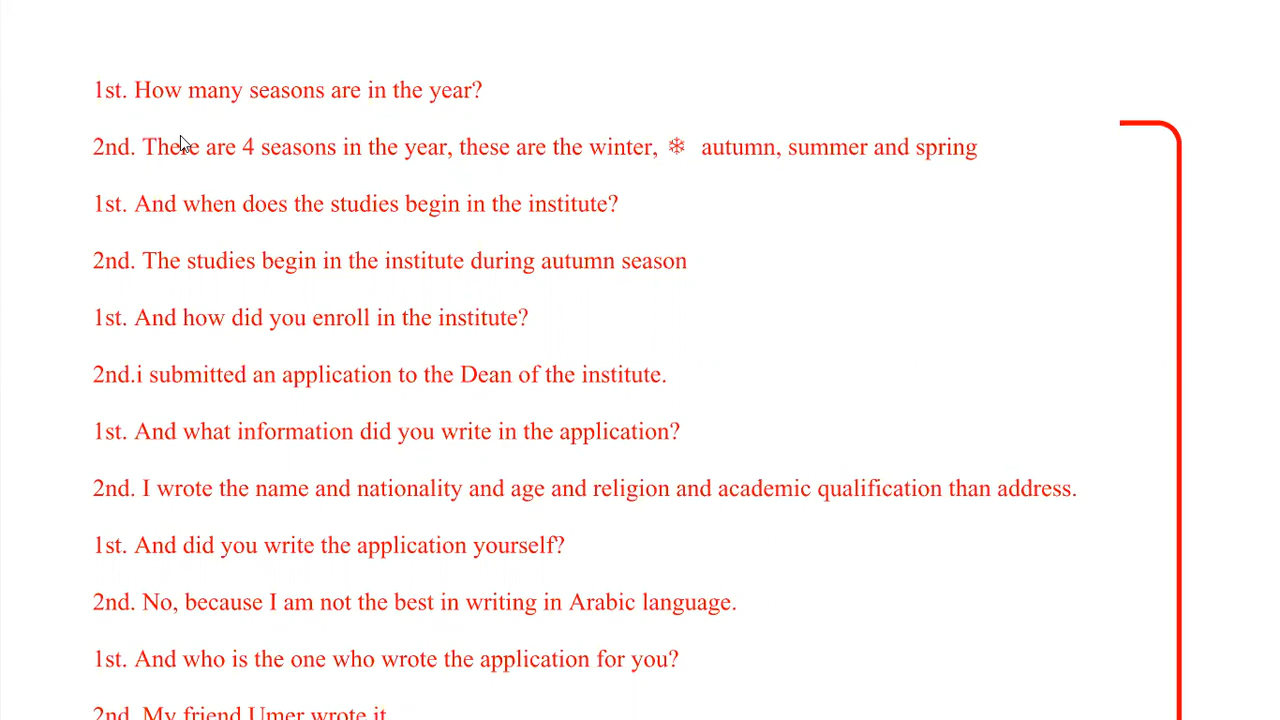 1st. How many seasons are in the year?
2nd. There are 4 seasons in the year, these are the winter, ❄ autumn, summer and spring
1st. And when does the studies begin in the institute?
2nd. The studies begin in the institute during autumn season
1st. And how did you enroll in the institute?
2nd.i submitted an application to the Dean of the institute.
1st. And what information did you write in the application?
2nd. I wrote the name and nationality and age and religion and academic qualification than address.
1st. And did you write the application yourself?
2nd. No, because I am not the best in writing in Arabic language.
1st. And who is the one who wrote the application for you?
2nd. My friend Umer wrote it